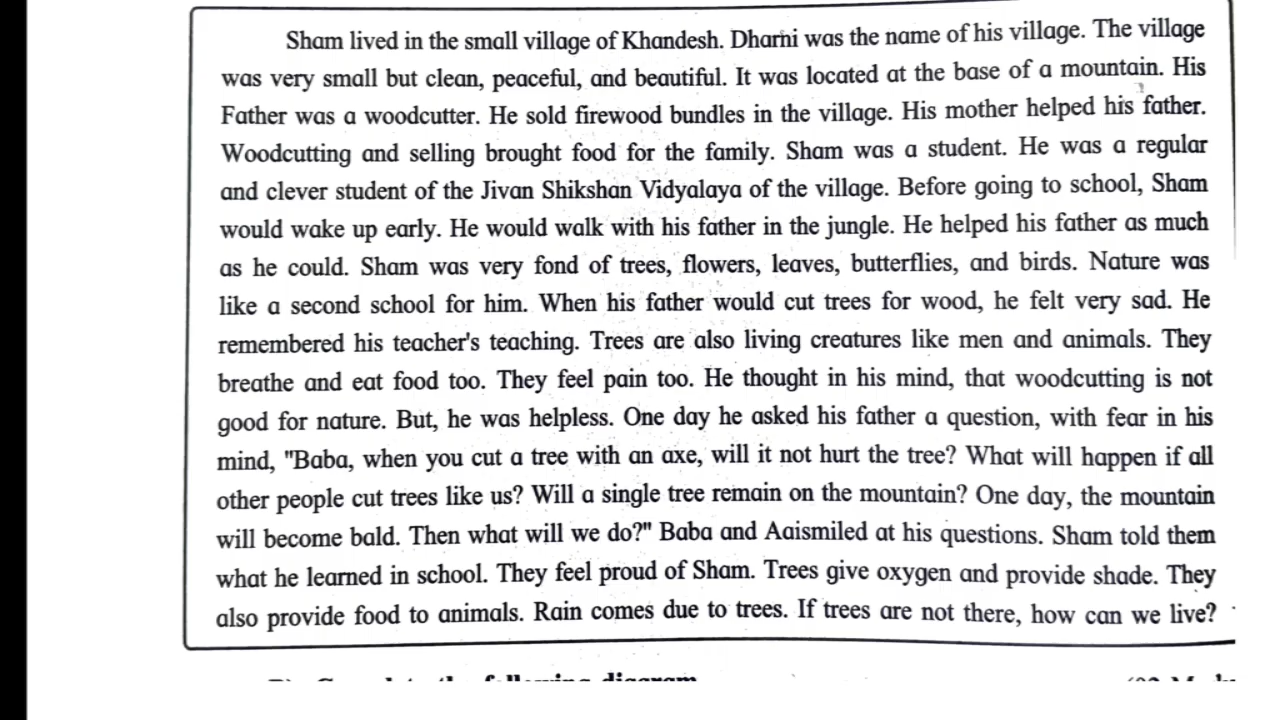 Sham lived in the small village of Khandesh. Dharni was the name of his village. The village
was very small but clean, peaceful, and beautiful. It was located at the base of a mountain. His
Father was a woodcutter. He sold firewood bundles in the village. His mother helped his father.
Woodcutting and selling brought food for the family. Sham was a student. He was a regular
and clever student of the Jivan Shikshan Vidyalaya of the village. Before going to school, Sham
would wake up early. He would walk with his father in the jungle. He helped his father as much
as he could. Sham was very fond of trees, flowers, leaves, butterflies, and birds. Nature was
like a second school for him. When his father would cut trees for wood, he felt very sad. He
remembered his teacher's teaching. Trees are also living creatures like men and animals. They
breathe and eat food too. They feel pain too. He thought in his mind, that woodcutting is not
good for nature. But, he was helpless. One day he asked his father a question, with fear in his
mind, "Baba, when you cut a tree with an axe, will it not hurt the tree? What will happen if all
other people cut trees like us? Will a single tree remain on the mountain? One day, the mountain
will become bald. Then what will we do?" Baba and Aaismiled at his questions. Sham told them
what he learned in school. They feel proud of Sham. Trees give oxygen and provide shade. They
also provide food to animals. Rain comes due to trees. If trees are not there, how can we live?
the following diagram